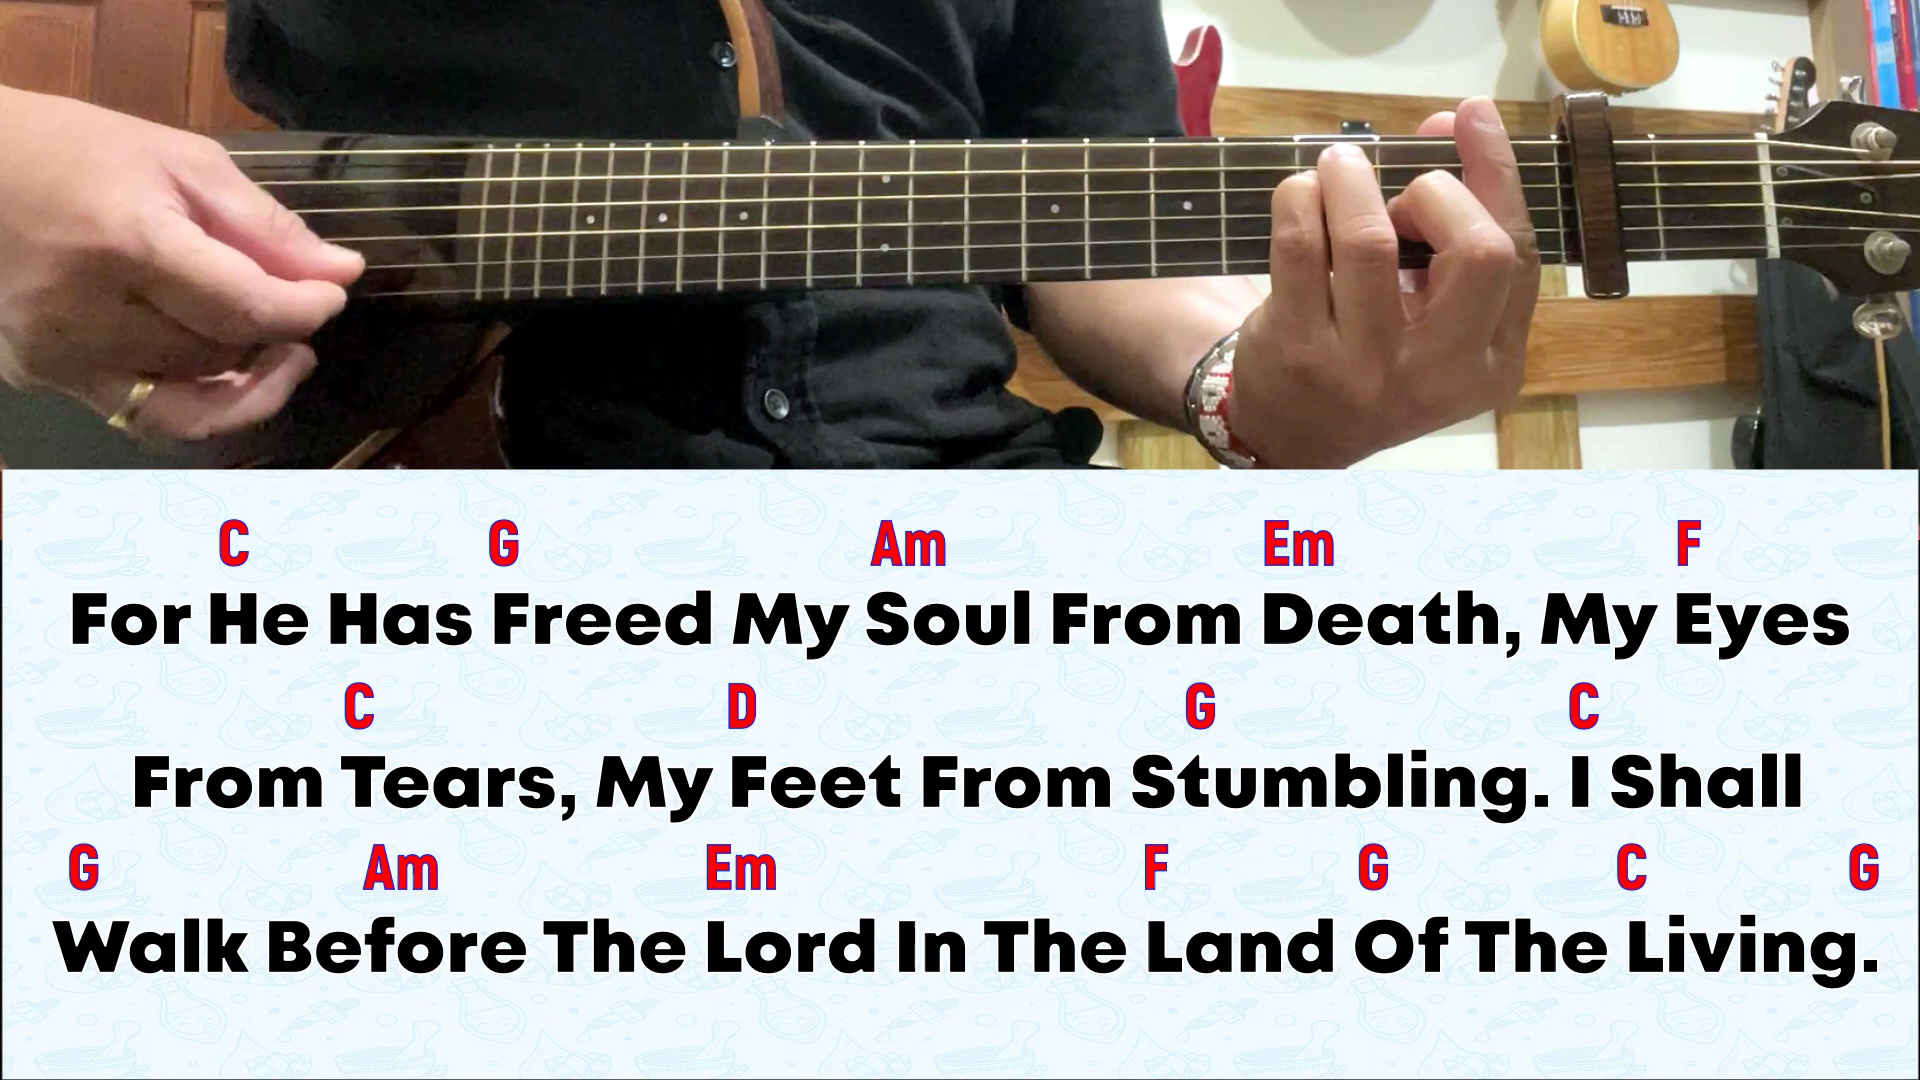 C G Am Em F
For He Has Freed My Soul From Death, My Eyes
C D G C
From Tears, My Feet From Stumbling. I Shall
G Am Em F G C G
Walk Before The Lord In The Land Of The Living.